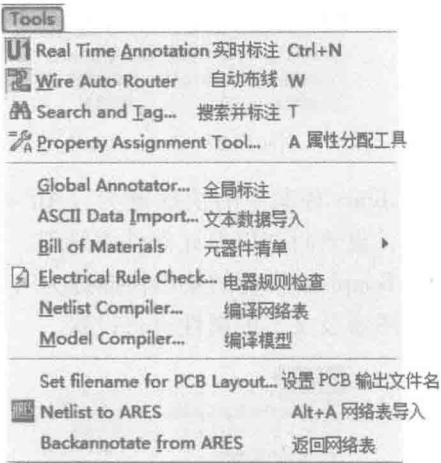 Tools
U1 Real Time Annotation 实时标注 Ctrl+N
Wire Auto Router 自动布线 W
Search and Tag... 搜索并标注 T
Property Assignment Tool... A 属性分配工具
Global Annotator... 全局标注
ASCII Data Import... 文本数据导入
Bill of Materials 元器件清单
Electrical Rule Check... 电器规则检查
Netlist Compiler... 编译网络表
Model Compiler... 编译模型
Set filename for PCB Layout... 设置 PCB 输出文件名
ARES Netlist to ARES Alt+A 网络表导入
Backannotate from ARES 返回网络表